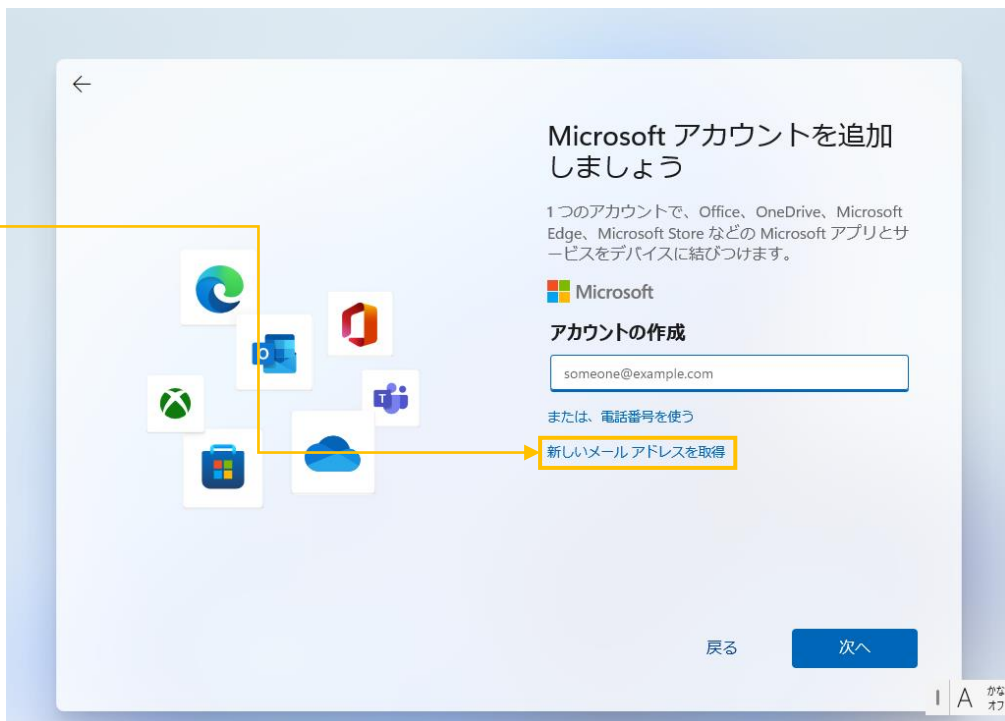 Microsoft アカウントを追加
しましょう
1 つのアカウントで、Office、OneDrive、Microsoft
Edge、Microsoft Store などの Microsoft アプリとサ
ービスをデバイスに結びつけます。
Microsoft
アカウントの作成
someone@example.com
または、電話番号を使う
新しいメール アドレスを取得
戻る
次へ
A
かな
オフ